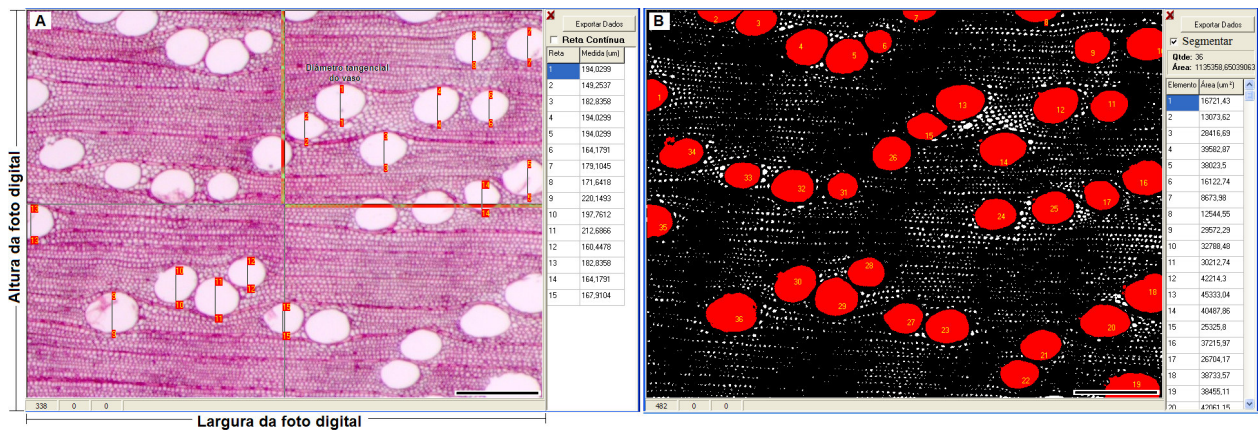 A
Exportar Dados
Reta Contínua
Reta Medida (um)
1 194,0299
2 149,2537
3 182,8358
4 194,0299
5 194,0299
6 164,1791
7 179,1045
8 171,6418
9 220,1493
10 197,7612
11 212,6866
12 160,4478
13 182,8358
14 164,1791
15 167,9104
Diâmetro tangencial
do vaso
338 0 0
Altura da foto digital
Largura da foto digital
B
Exportar Dados
Segmentar
Qtde: 36
Área: 1135358,65039063
Elemento Área (um²)
1 16721,43
2 13073,62
3 28416,69
4 39582,87
5 38023,5
6 16122,74
7 8673,98
8 12544,55
9 29572,29
10 32788,48
11 30212,74
12 42214,3
13 45333,04
14 40487,86
15 25325,8
16 37215,97
17 26704,17
18 38733,57
19 38455,11
20 42061,15
482 0 0